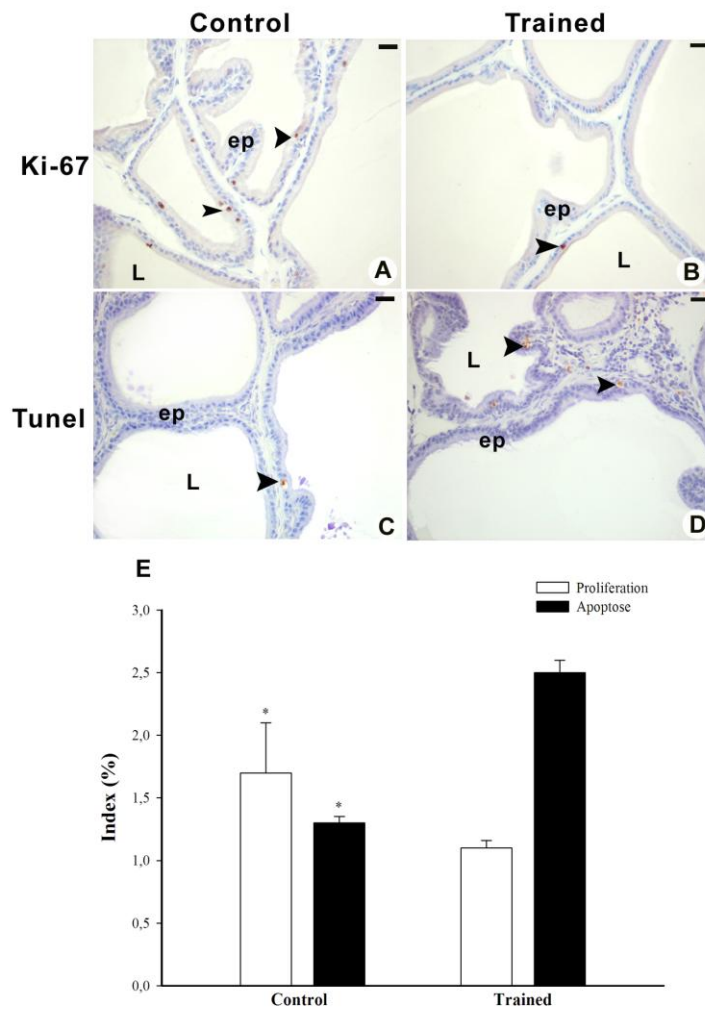 Control Trained
Ki-67
ep
A
ep
L
B
L
Tunel
ep
L
C
L
ep
D
E
Proliferation
Apoptose
3,0
2,5
2,0
1,5
1,0
0,5
0,0
Index (%)
*
*
Control Trained